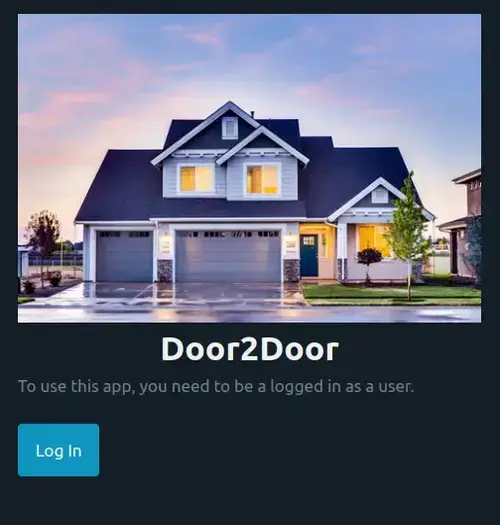 Door2Door
To use this app, you need to be a logged in as a user.
Log In